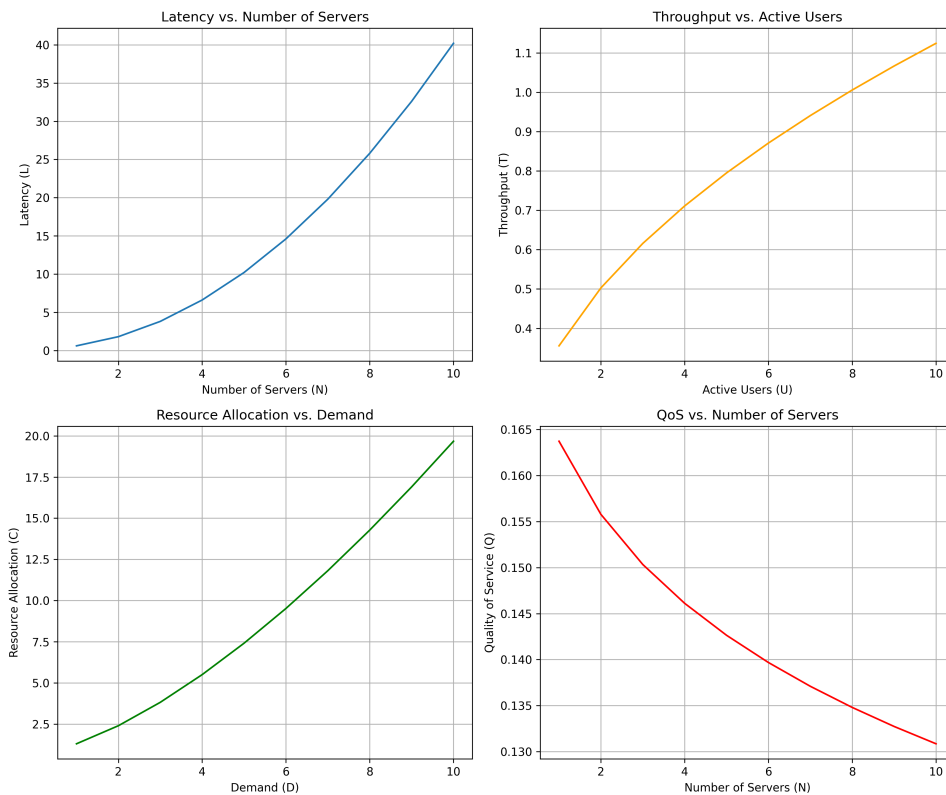 Latency vs. Number of Servers
Latency (L)
40
35
30
25
20
15
10
5
0
2 4 6 8 10
Number of Servers (N)
Throughput vs. Active Users
Throughput (T)
1.1
1.0
0.9
0.8
0.7
0.6
0.5
0.4
2 4 6 8 10
Active Users (U)
Resource Allocation vs. Demand
Resource Allocation (C)
20.0
17.5
15.0
12.5
10.0
7.5
5.0
2.5
2 4 6 8 10
Demand (D)
QoS vs. Number of Servers
Quality of Service (Q)
0.165
0.160
0.155
0.150
0.145
0.140
0.135
0.130
2 4 6 8 10
Number of Servers (N)